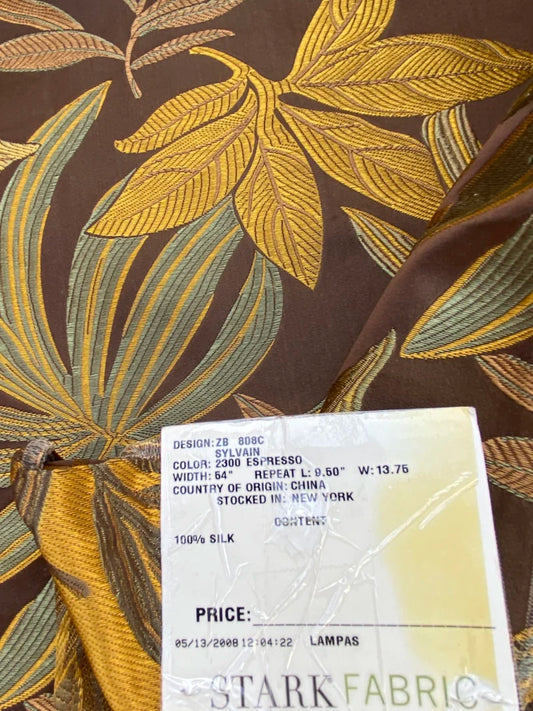 DESIGN:ZB 808C
SYLVAIN
COLOR: 2300 ESPRESSO
WIDTH: 54" REPEAT L: 9.50" W: 13.75
COUNTRY OF ORIGIN: CHINA
STOCKED IN: NEW YORK
CONTENT
100% SILK
PRICE:
05/13/2008 12:04:22 LAMPAS
STARK FABRIC